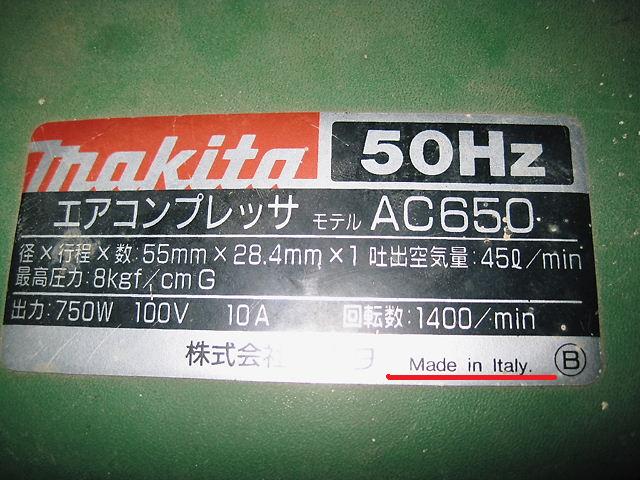 makita
50Hz
エアコンプレッサ モデル AC650
径×行程×数:55mm×28.4mm×1 吐出空気量:45ℓ/min
最高圧力:8kgf/cm G
出力:750W 100V 10A 回転数:1400/min
株式会 Made in Italy. Ⓑ